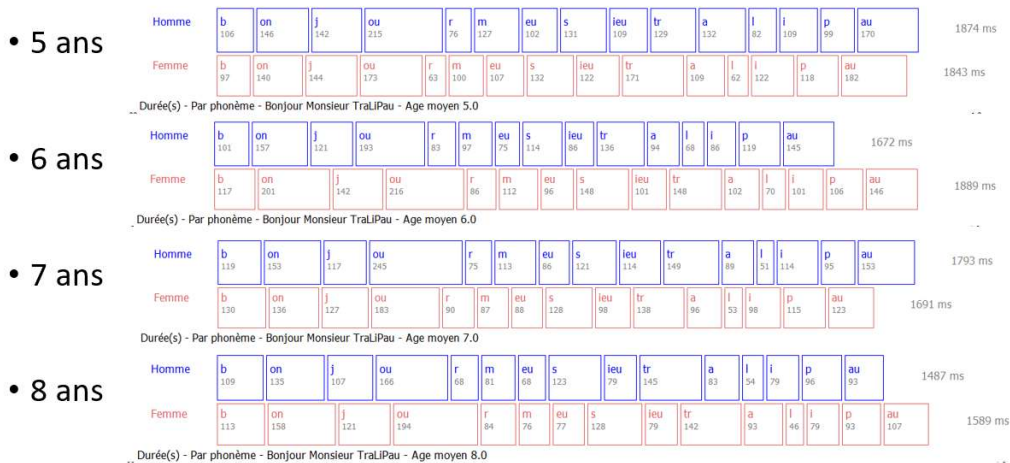 • 5 ans
Homme b on j ou r m eu s ieu tr a l i p au
106 146 142 215 76 127 102 131 109 129 132 82 109 99 170 1874 ms
Femme b on j ou r m eu s ieu tr a l i p au
97 140 144 173 63 100 107 132 122 171 109 62 122 118 182 1843 ms
Durée(s) - Par phonème - Bonjour Monsieur TraLiPau - Age moyen 5.0
• 6 ans
Homme b on j ou r m eu s ieu tr a l i p au
101 157 121 193 83 97 75 114 86 136 94 68 86 119 145 1672 ms
Femme b on j ou r m eu s ieu tr a l i p au
117 201 142 216 86 112 96 148 101 148 102 70 101 106 146 1889 ms
Durée(s) - Par phonème - Bonjour Monsieur TraLiPau - Age moyen 6.0
• 7 ans
Homme b on j ou r m eu s ieu tr a l i p au
119 153 117 245 75 113 86 121 114 149 89 51 114 95 153 1793 ms
Femme b on j ou r m eu s ieu tr a l i p au
130 136 127 183 90 87 88 128 98 138 96 53 98 115 123 1691 ms
Durée(s) - Par phonème - Bonjour Monsieur TraLiPau - Age moyen 7.0
• 8 ans
Homme b on j ou r m eu s ieu tr a l i p au
109 135 107 166 68 81 68 123 79 145 83 54 79 96 93 1487 ms
Femme b on j ou r m eu s ieu tr a l i p au
113 158 121 194 84 76 77 128 79 142 93 46 79 93 107 1589 ms
Durée(s) - Par phonème - Bonjour Monsieur TraLiPau - Age moyen 8.0